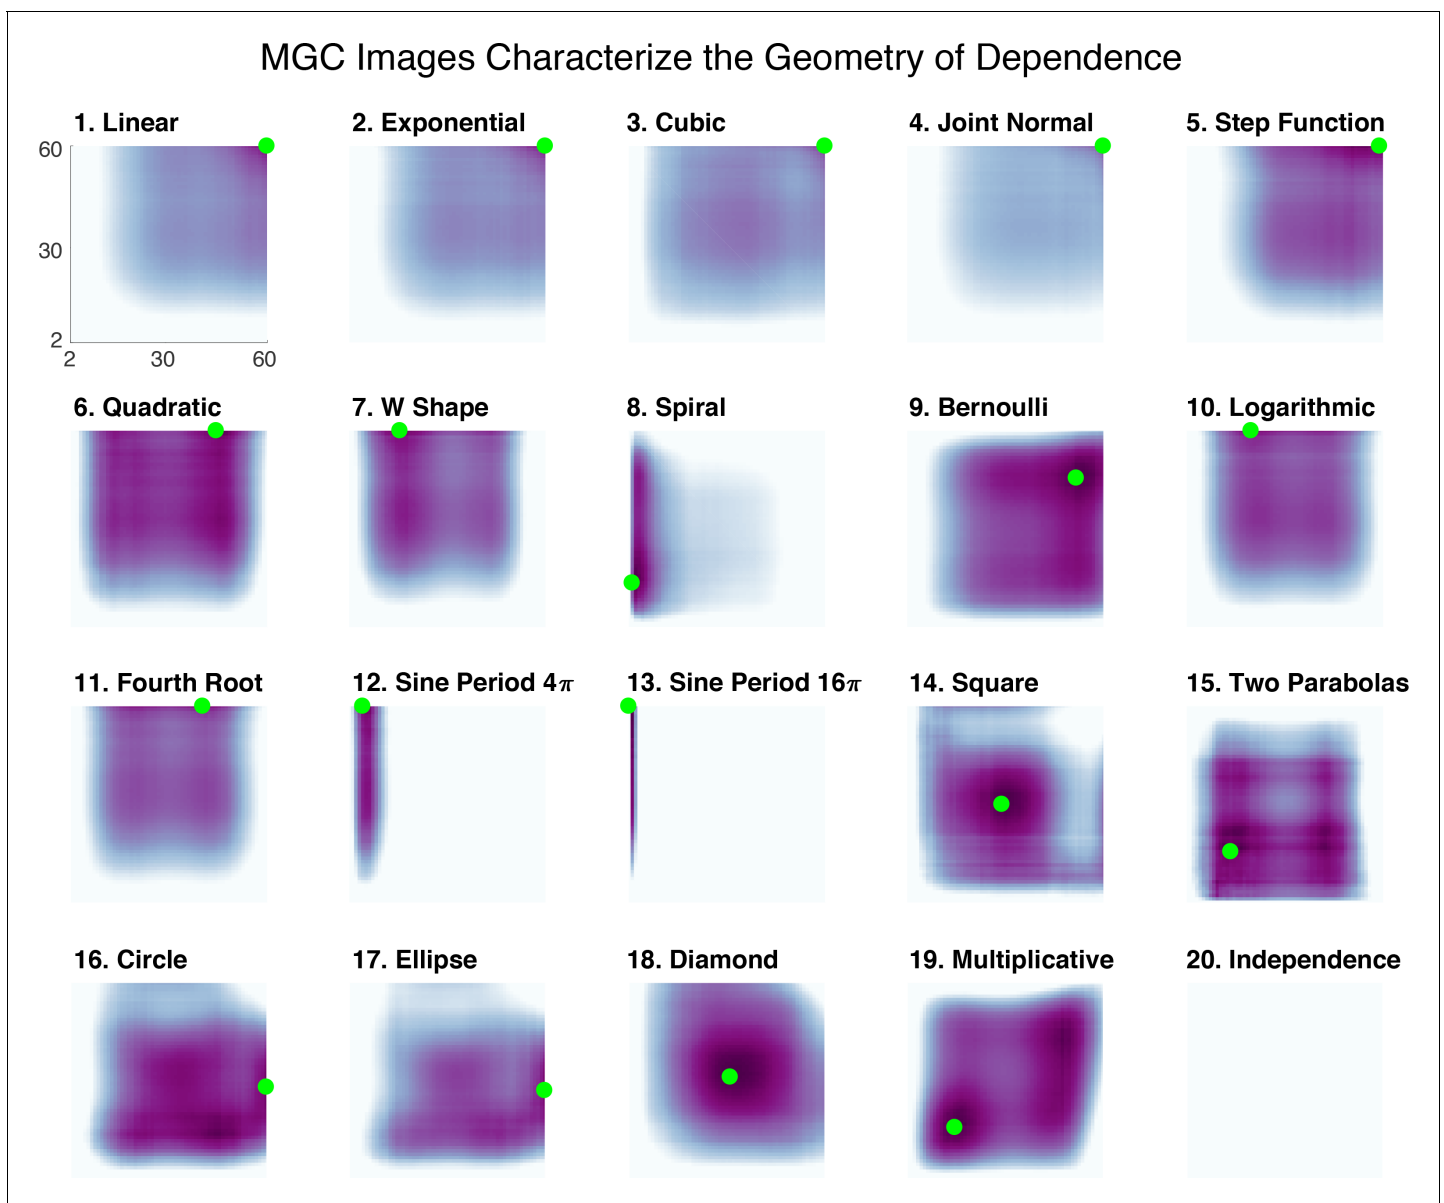 MGC Images Characterize the Geometry of Dependence
1. Linear
2. Exponential
3. Cubic
4. Joint Normal
5. Step Function
60
30
2
2
30
60
6. Quadratic
7. W Shape
8. Spiral
9. Bernoulli
10. Logarithmic
11. Fourth Root
12. Sine Period 4π
13. Sine Period 16π
14. Square
15. Two Parabolas
16. Circle
17. Ellipse
18. Diamond
19. Multiplicative
20. Independence